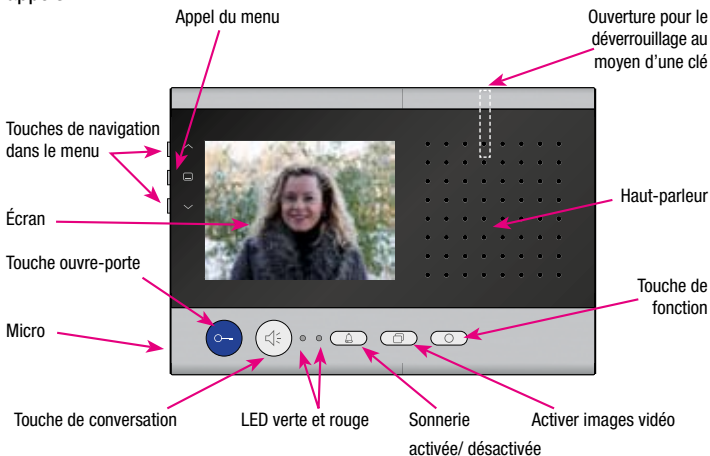 Appel du menu
Ouverture pour le
déverrouillage au
moyen d'une clé
Touches de navigation
dans le menu
Écran
Haut-parleur
Touche ouvre-porte
Touche de
fonction
Micro
Touche de conversation
LED verte et rouge
Sonnerie
activée/ désactivée
Activer images vidéo